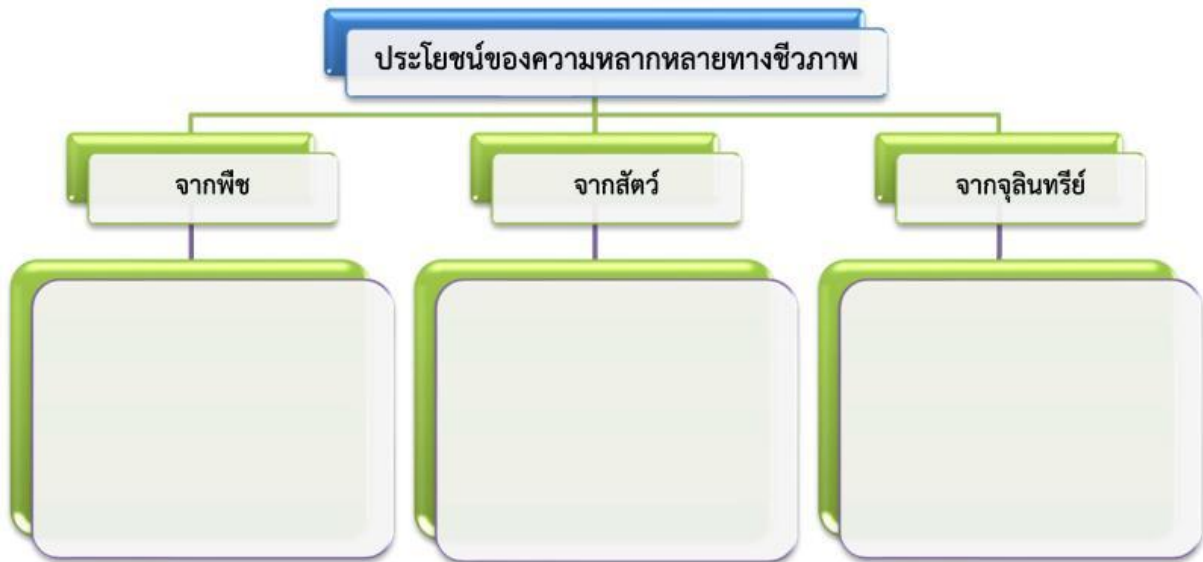 ประโยชน์ของความหลากหลายทางชีวภาพ
จากพืช
จากสัตว์
จากจุลินทรีย์